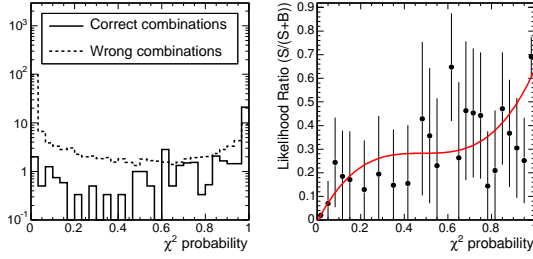 Correct combinations
Wrong combinations
10³
10²
10
1
10⁻¹
0 0.2 0.4 0.6 0.8 1
χ² probability
Likelihood Ratio (S/(S+B))
0.9
0.8
0.7
0.6
0.5
0.4
0.3
0.2
0.1
0
0 0.2 0.4 0.6 0.8
χ² probability